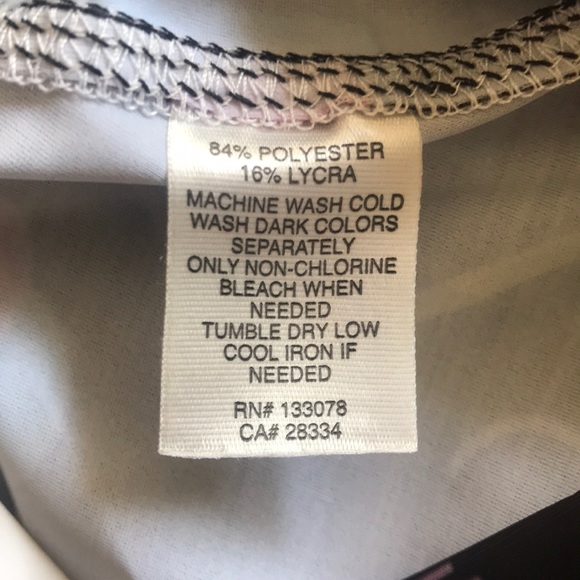 84% POLYESTER
16% LYCRA
MACHINE WASH COLD
WASH DARK COLORS
SEPARATELY
ONLY NON-CHLORINE
BLEACH WHEN
NEEDED
TUMBLE DRY LOW
COOL IRON IF
NEEDED
RN# 133078
CA# 28334